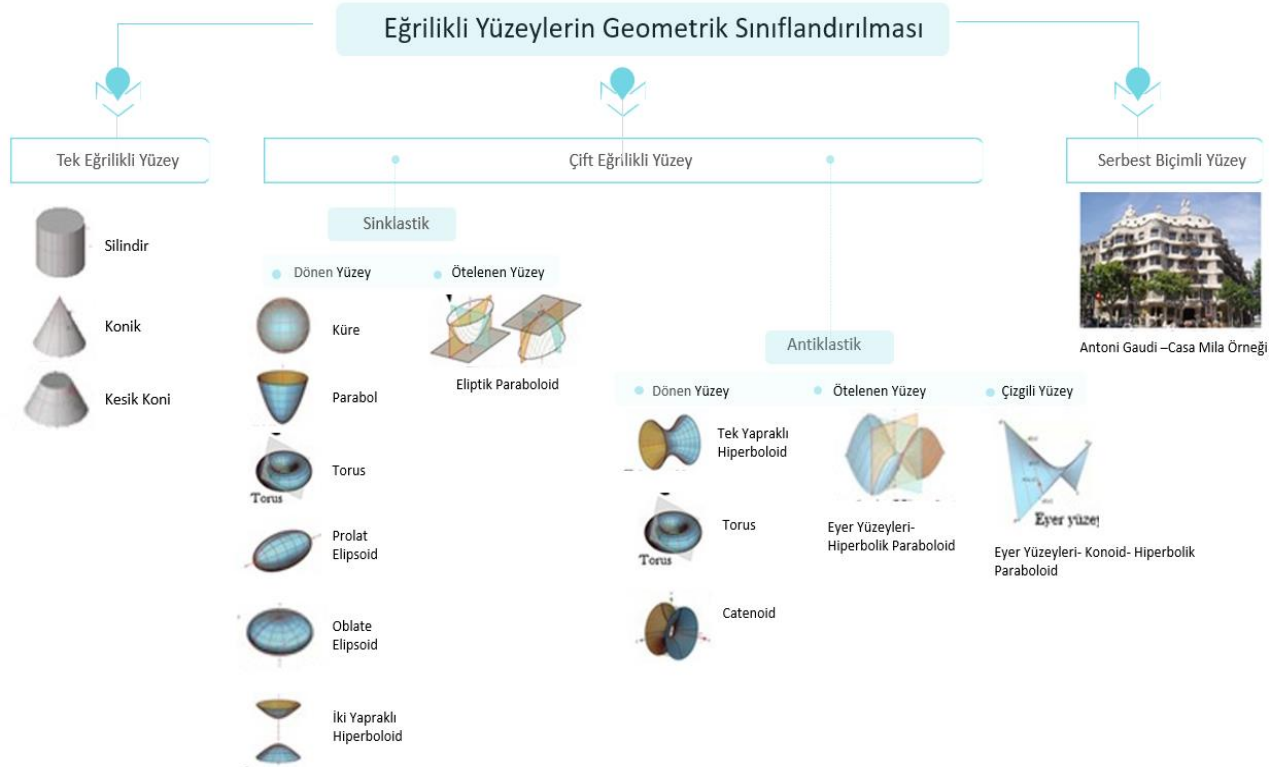 Eğrilikli Yüzeylerin Geometrik Sınıflandırılması
Tek Eğrilikli Yüzey
Silindir
Konik
Kesik Koni
Çift Eğrilikli Yüzey
Sinklastik
Dönen Yüzey
Küre
Parabol
Torus
Torus
Prolat
Elipsoid
Oblate
Elipsoid
İki Yapraklı
Hiperboloid
Ötelenen Yüzey
Eliptik Paraboloid
Antiklastik
Dönen Yüzey
Tek Yapraklı
Hiperboloid
Torus
Torus
Catenoid
Ötelenen Yüzey
Eyer Yüzeyleri-
Hiperbolik Paraboloid
Çizgili Yüzey
Eyer yüzey
Eyer Yüzeyleri- Konoid- Hiperbolik
Paraboloid
Serbest Biçimli Yüzey
Antoni Gaudi –Casa Mila Örneği